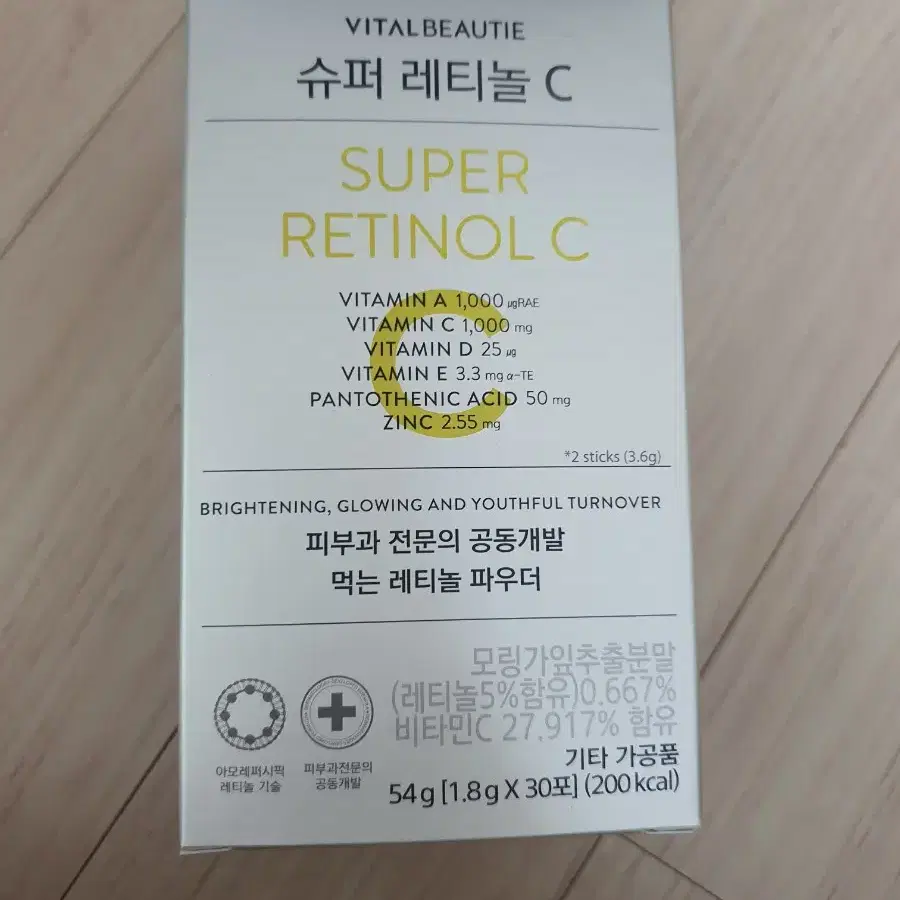 VITALBEAUTIE
슈퍼 레티놀 C
SUPER
RETINOL C
VITAMIN A 1,000 μgRAE
VITAMIN C 1,000 mg
VITAMIN D 25 μg
VITAMIN E 3.3 mg α-TE
PANTOTHENIC ACID 50 mg
ZINC 2.55 mg
C
*2 sticks (3.6g)
BRIGHTENING, GLOWING AND YOUTHFUL TURNOVER
피부과 전문의 공동개발
먹는 레티놀 파우더
모링가잎추출분말
(레티놀5%함유)0.667%
비타민C 27.917% 함유
기타 가공품
54g [1.8g X 30포] (200kcal)
아모레퍼시픽
레티놀 기술
피부과전문의
공동개발